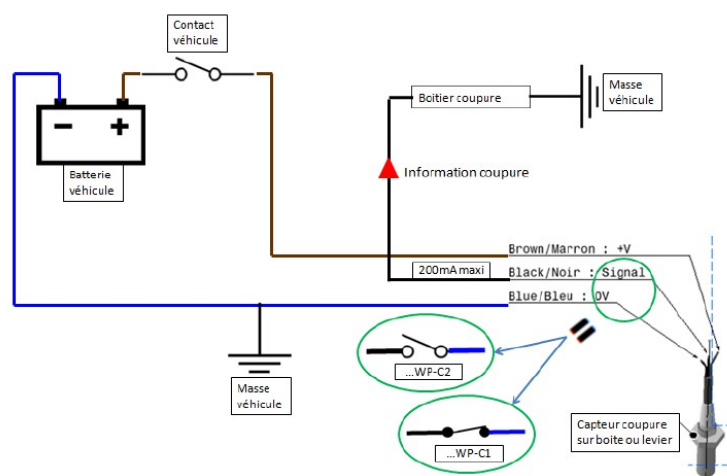 Contact
véhicule
Batterie
véhicule
Boitier coupure
Masse
véhicule
Information coupure
Brown/Marron : +V
200mA maxi
Black/Noir : Signal
Blue/Bleu : 0V
Masse
véhicule
...WP-C2
...WP-C1
Capteur coupure
sur boite ou levier